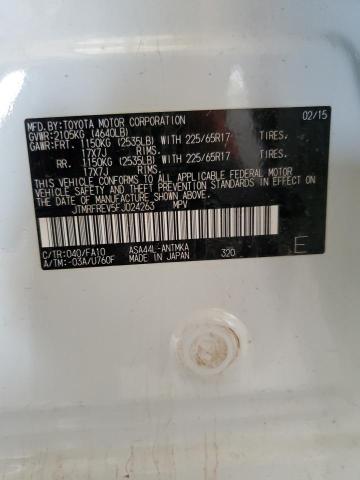 MFD.BY:TOYOTA MOTOR CORPORATION 02/15
GVWR:2105KG (4640LB)
GAWR:FRT. 1150KG (2535LB) WITH 225/65R17 TIRES,
17X7J RIMS.
RR. 1150KG (2535LB) WITH 225/65R17 TIRES,
17X7J RIMS.
THIS VEHICLE CONFORMS TO ALL APPLICABLE FEDERAL MOTOR
VEHICLE SAFETY AND BUMPER STANDARDS IN EFFECT ON THE
DATE OF MANUFACTURE SHOWN ABOVE.
JTMRFREV5FJ024263 MPV
C/TR:040/FA10 ASA44L-ANTMKA 320 E
A/TM:-03A/U760F MADE IN JAPAN